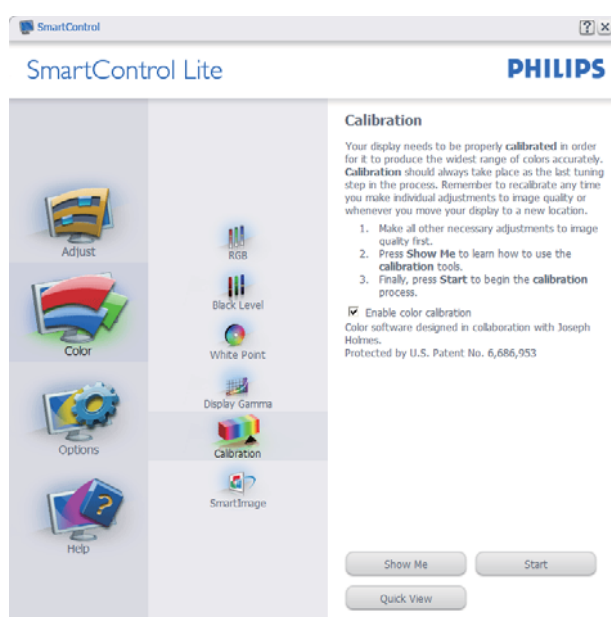 SmartControl
SmartControl Lite
PHILIPS
Adjust
Color
Options
Help
RGB
Black Level
White Point
Display Gamma
Calibration
SmartImage
Calibration
Your display needs to be properly calibrated in order
for it to produce the widest range of colors accurately.
Calibration should always take place as the last tuning
step in the process. Remember to recalibrate any time
you make individual adjustments to image quality or
whenever you move your display to a new location.
1. Make all other necessary adjustments to image
quality first.
2. Press Show Me to learn how to use the
calibration tools.
3. Finally, press Start to begin the calibration
process.
Enable color calibration
Color software designed in collaboration with Joseph
Holmes.
Protected by U.S. Patent No. 6,686,953
Show Me
Start
Quick View